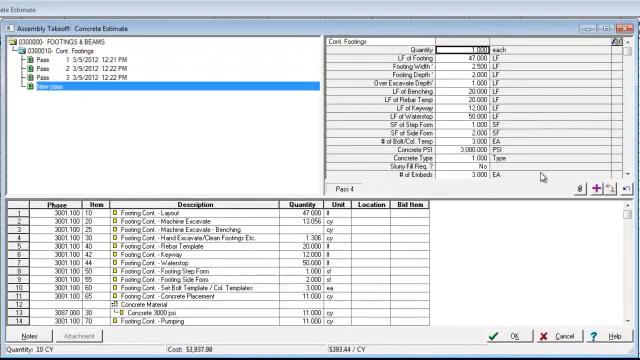 ete Estimate
Assembly Takeoff: Concrete Estimate
0300000- FOOTINGS & BEAMS
0300010- Cont. Footings
Pass 1 3/9/2012 12:21 PM
Pass 2 3/9/2012 12:22 PM
Pass 3 3/9/2012 12:22 PM
New pass
Cont. Footings
Quantity 1.000 each
LF of Footing 47.000 LF
Footing Width ' 2.500 LF
Footing Depth ' 2.000 LF
Over Excavate Depth' 1.000 LF
LF of Benching 20.000 LF
LF of Rebar Temp 20.000 LF
LF of Keyway 12.000 LF
LF of Waterstop 50.000 LF
SF of Step Form 1.000 SF
SF of Side Form 2.000 SF
# of Bolt/Col. Temp 3.000 EA
Concrete PSI 3,000.000 PSI
Concrete Type 1.000 Type
Slurry Fill Req. ? No
# of Embeds 3.000 EA
Pass 4
Phase Item Description Quantity Unit Location Bid Item
1 3001.100 10 Footing Cont. - Layout 47.000 lf
2 3001.100 20 Footing Cont. - Machine Excavate 13.056 cy
3 3001.100 25 Footing Cont. - Machine Excavate - Benching cy
4 3001.100 30 Footing Cont. - Hand Excavate/Clean Footings Etc. 1.306 cy
5 3001.100 40 Footing Cont. - Rebar Template 20.000 lf
6 3001.100 42 Footing Cont. - Keyway 12.000 lf
7 3001.100 44 Footing Cont. - Waterstop 50.000 lf
8 3001.100 50 Footing Cont. - Footing Step Form 1.000 sf
9 3001.100 55 Footing Cont. - Footing Side Form 2.000 sf
10 3001.100 60 Footing Cont. - Set Bolt Template / Col. Templates 3.000 ea
11 3001.100 65 Footing Cont. - Concrete Placement 11.000 cy
12 Concrete Material cy
13 3087.000 30 Concrete 3000 psi 11.000 cy
14 3001.100 70 Footing Cont. - Pumping 11.000 cy
Notes Attachment OK Cancel Help
Quantity: 10 CY Cost: $3,937.98 $393.44 / CY